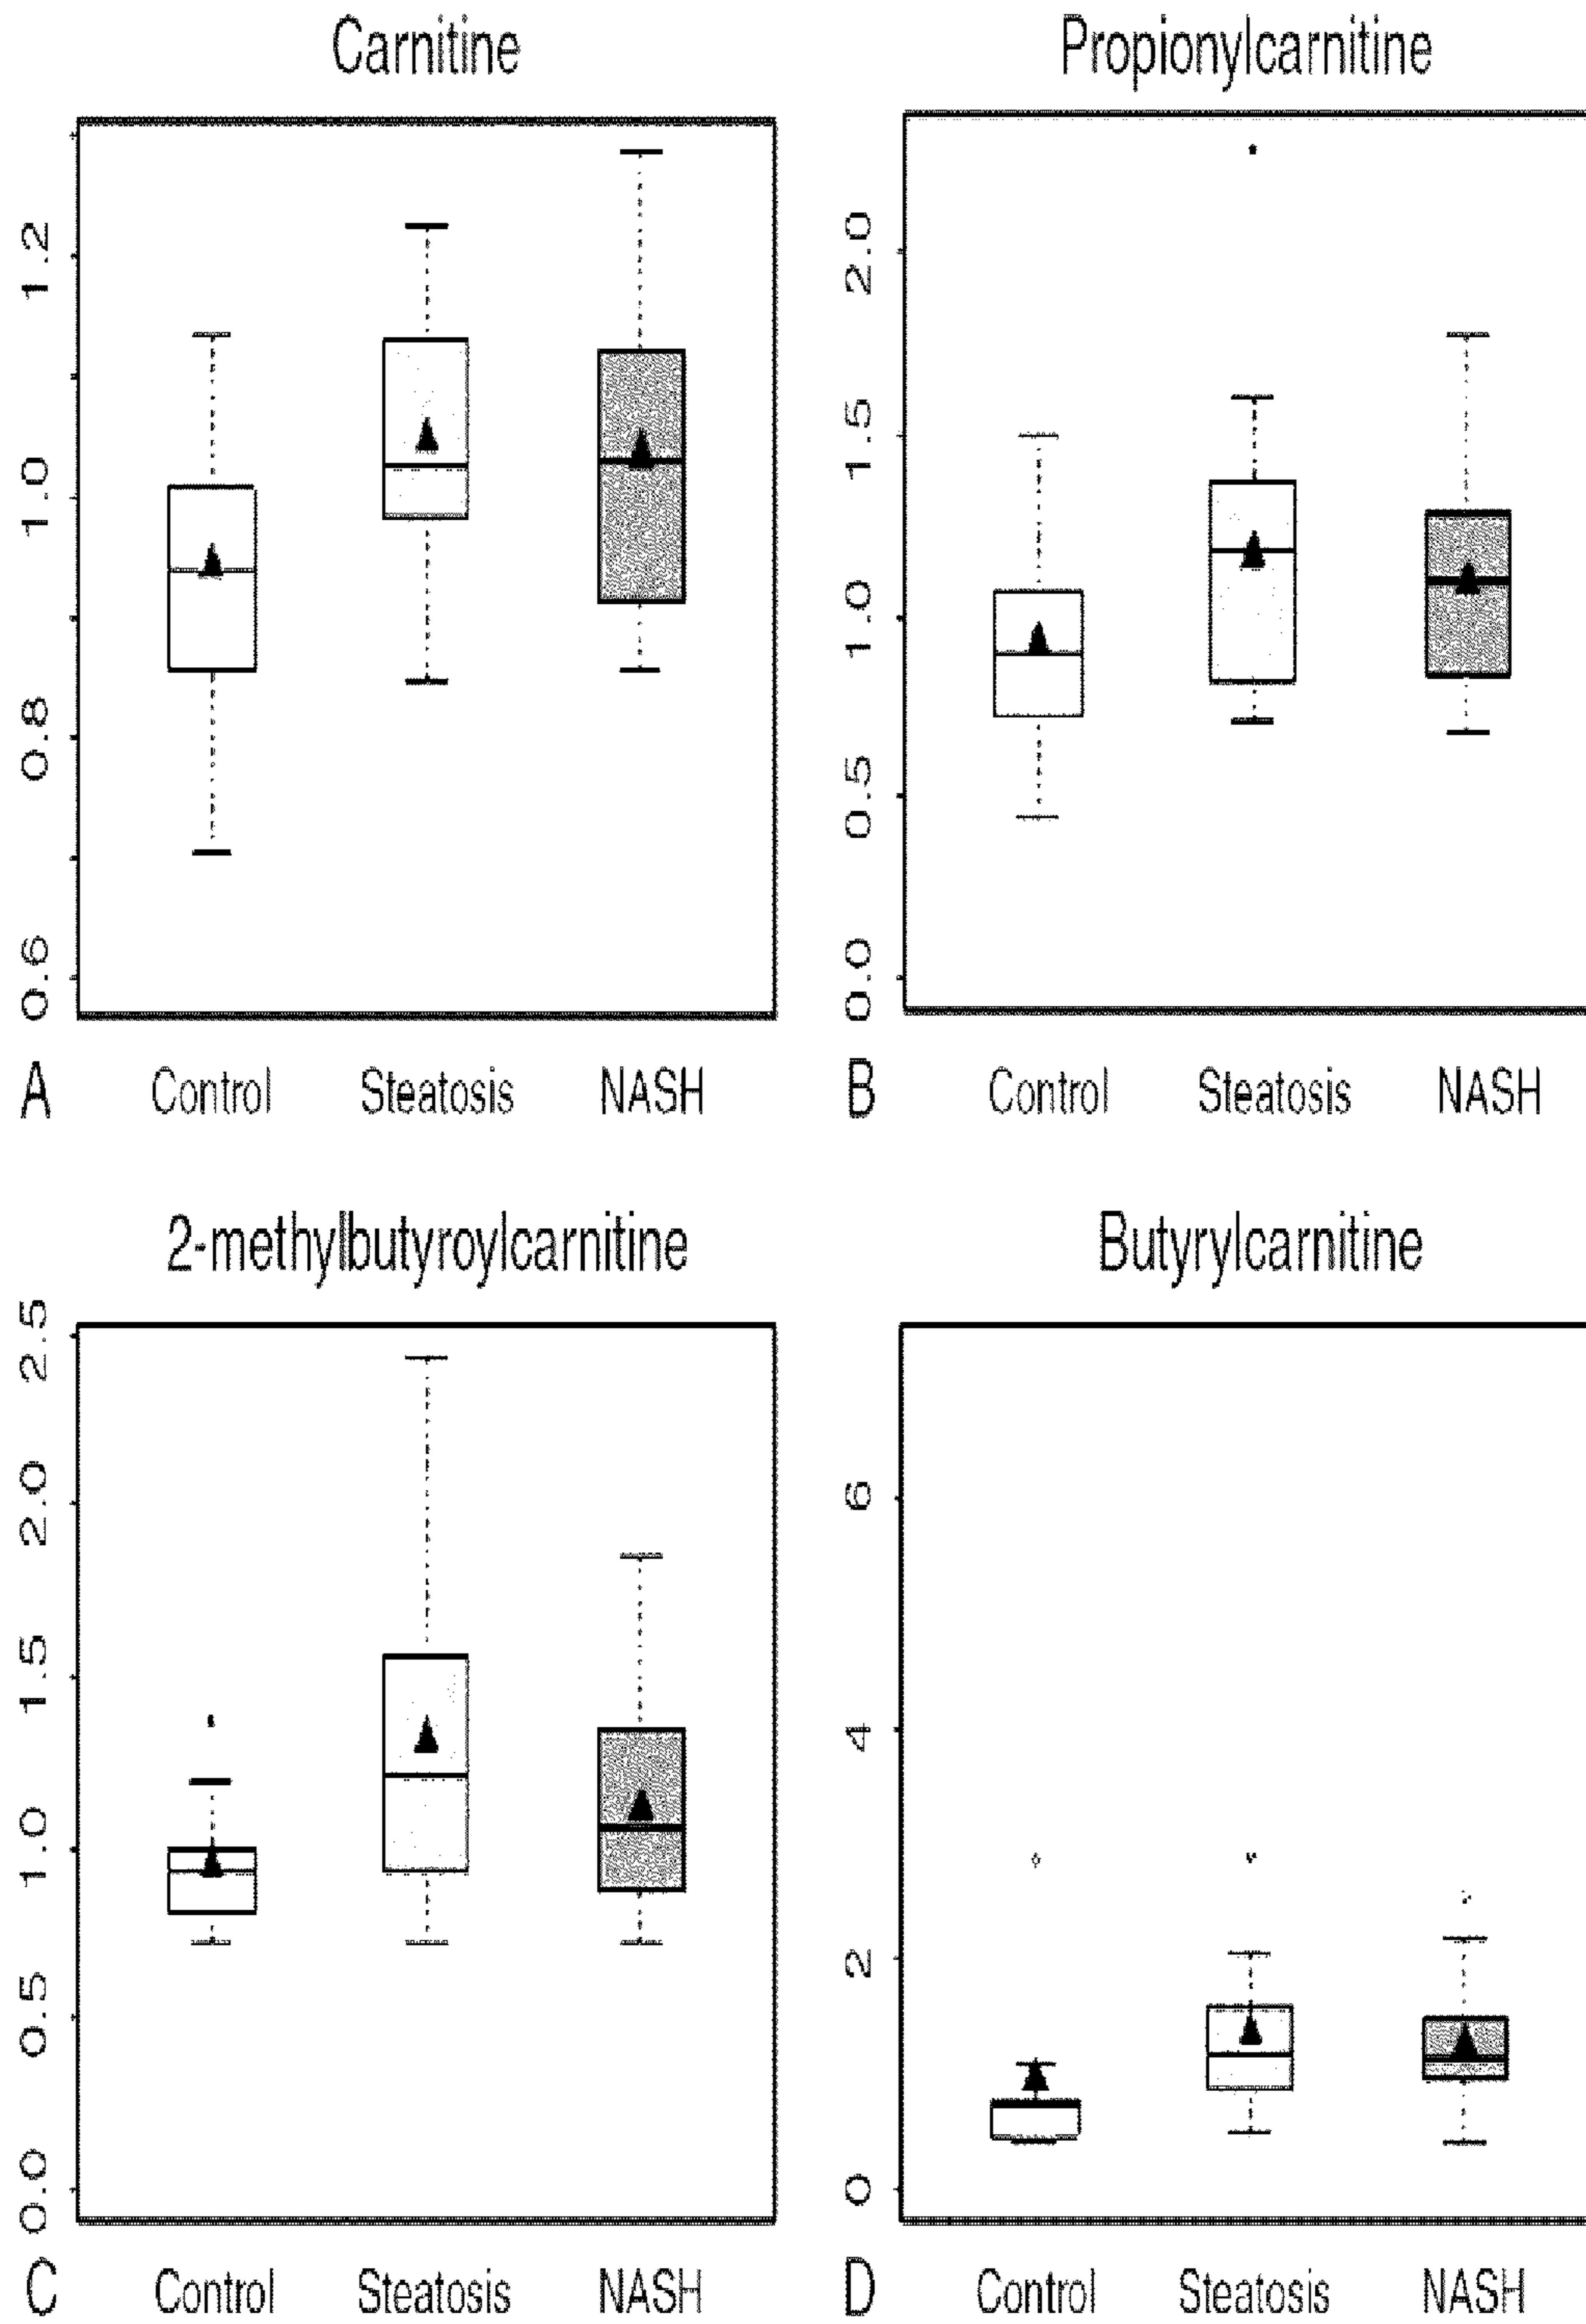 Carnitine
1.2
1.0
0.8
0.6
A
Control Steatosis NASH
Propionylcarnitine
2.0
1.5
1.0
0.5
0.0
B
Control Steatosis NASH
2-methylbutyroylcarnitine
2.5
2.0
1.5
1.0
0.5
0.0
C
Control Steatosis NASH
Butyrylcarnitine
6
4
2
0
D
Control Steatosis NASH